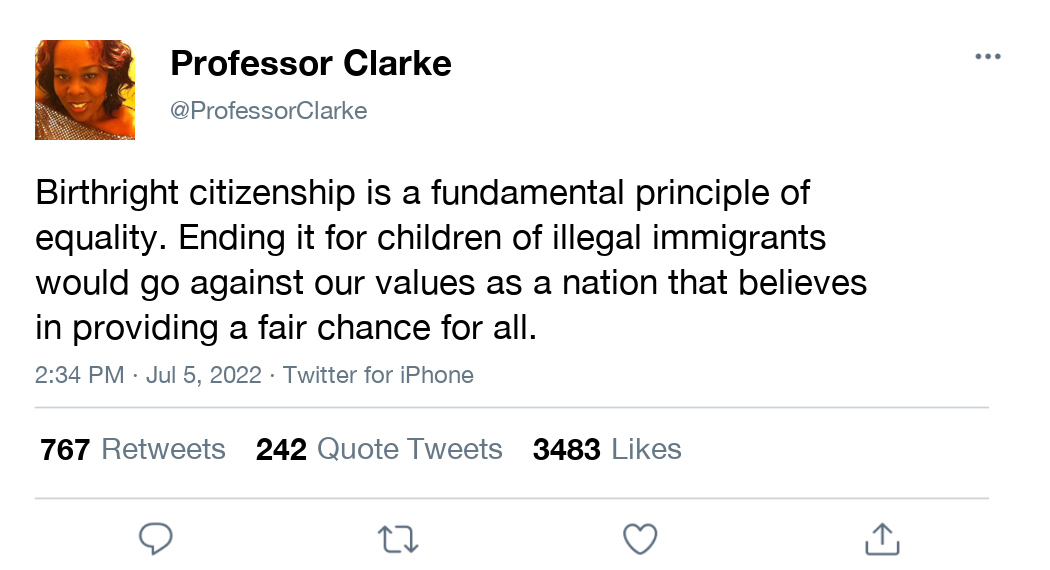 Professor Clarke
@ProfessorClarke
Birthright citizenship is a fundamental principle of
equality. Ending it for children of illegal immigrants
would go against our values as a nation that believes
in providing a fair chance for all.
2:34 PM · Jul 5, 2022 · Twitter for iPhone
767 Retweets 242 Quote Tweets 3483 Likes